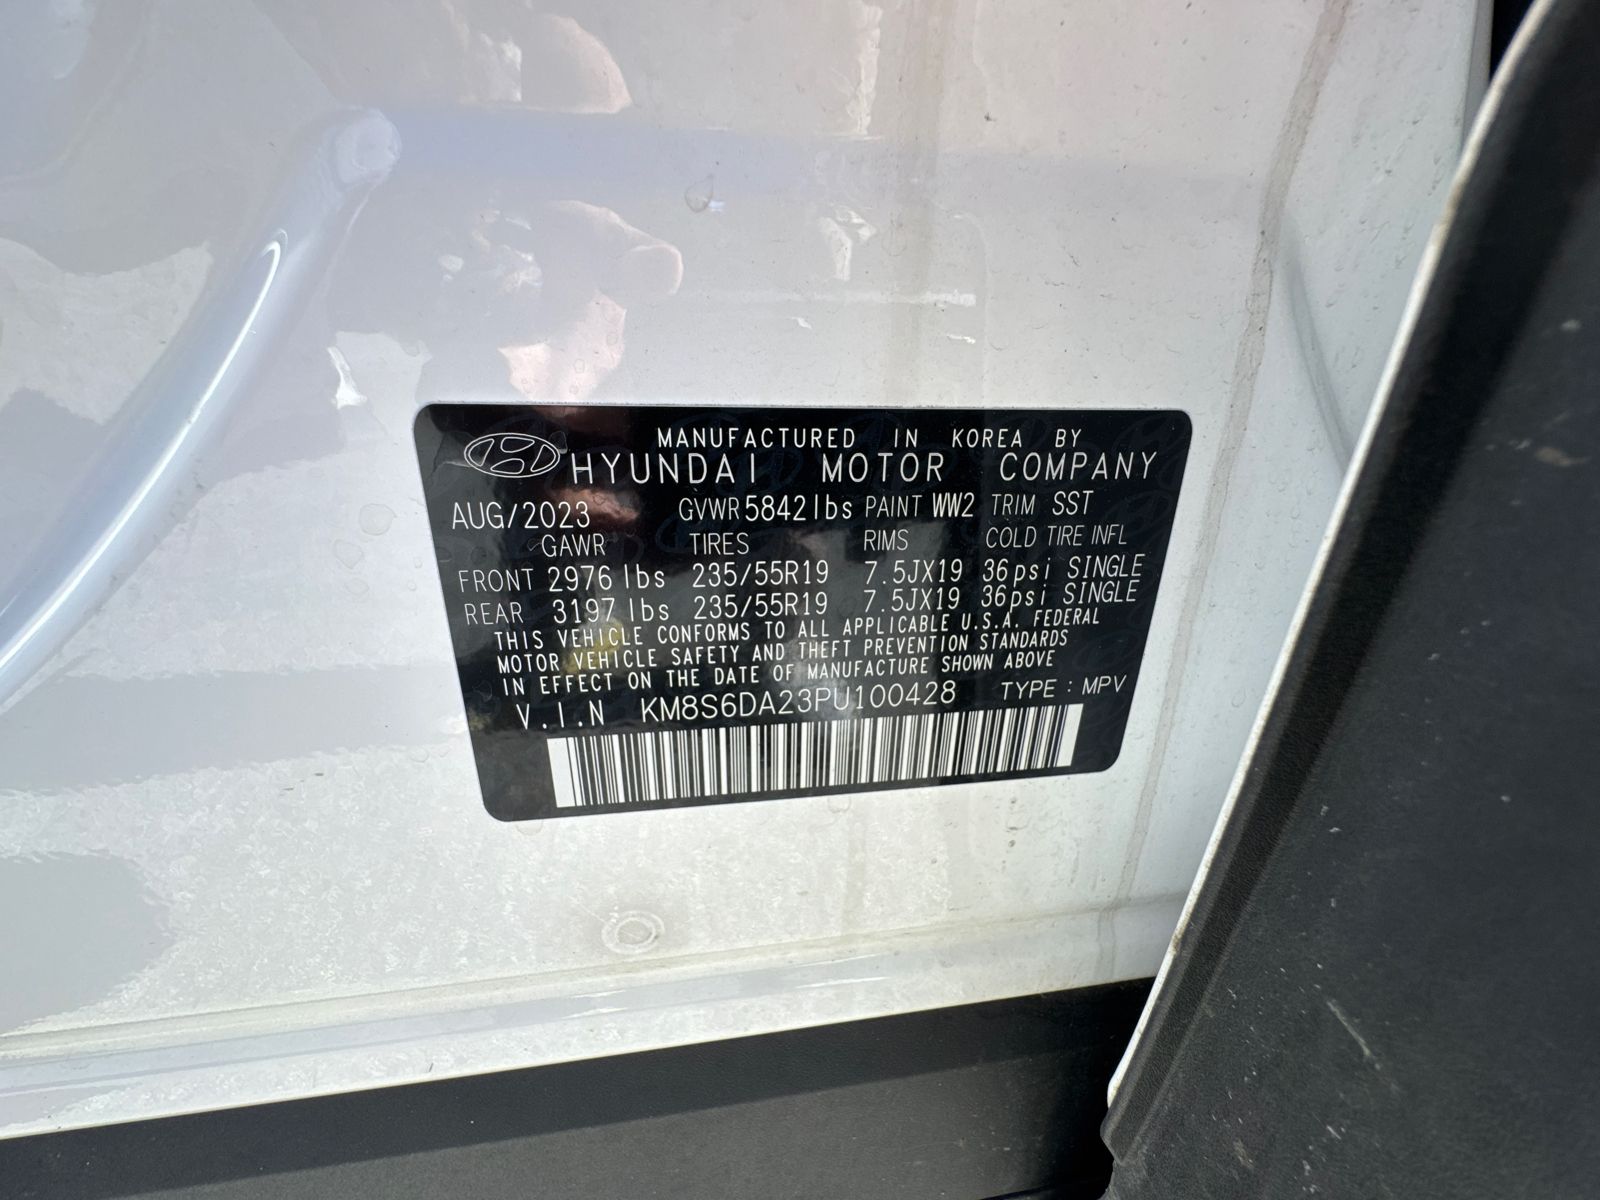 MANUFACTURED IN KOREA BY
HYUNDAI MOTOR COMPANY
AUG/2023 GVWR 5842lbs PAINT WW2 TRIM SST
GAWR TIRES RIMS COLD TIRE INFL
FRONT 2976 lbs 235/55R19 7.5JX19 36psi SINGLE
REAR 3197 lbs 235/55R19 7.5JX19 36psi SINGLE
THIS VEHICLE CONFORMS TO ALL APPLICABLE U.S.A. FEDERAL
MOTOR VEHICLE SAFETY AND THEFT PREVENTION STANDARDS
IN EFFECT ON THE DATE OF MANUFACTURE SHOWN ABOVE
V.I.N KM8S6DA23PU100428 TYPE : MPV